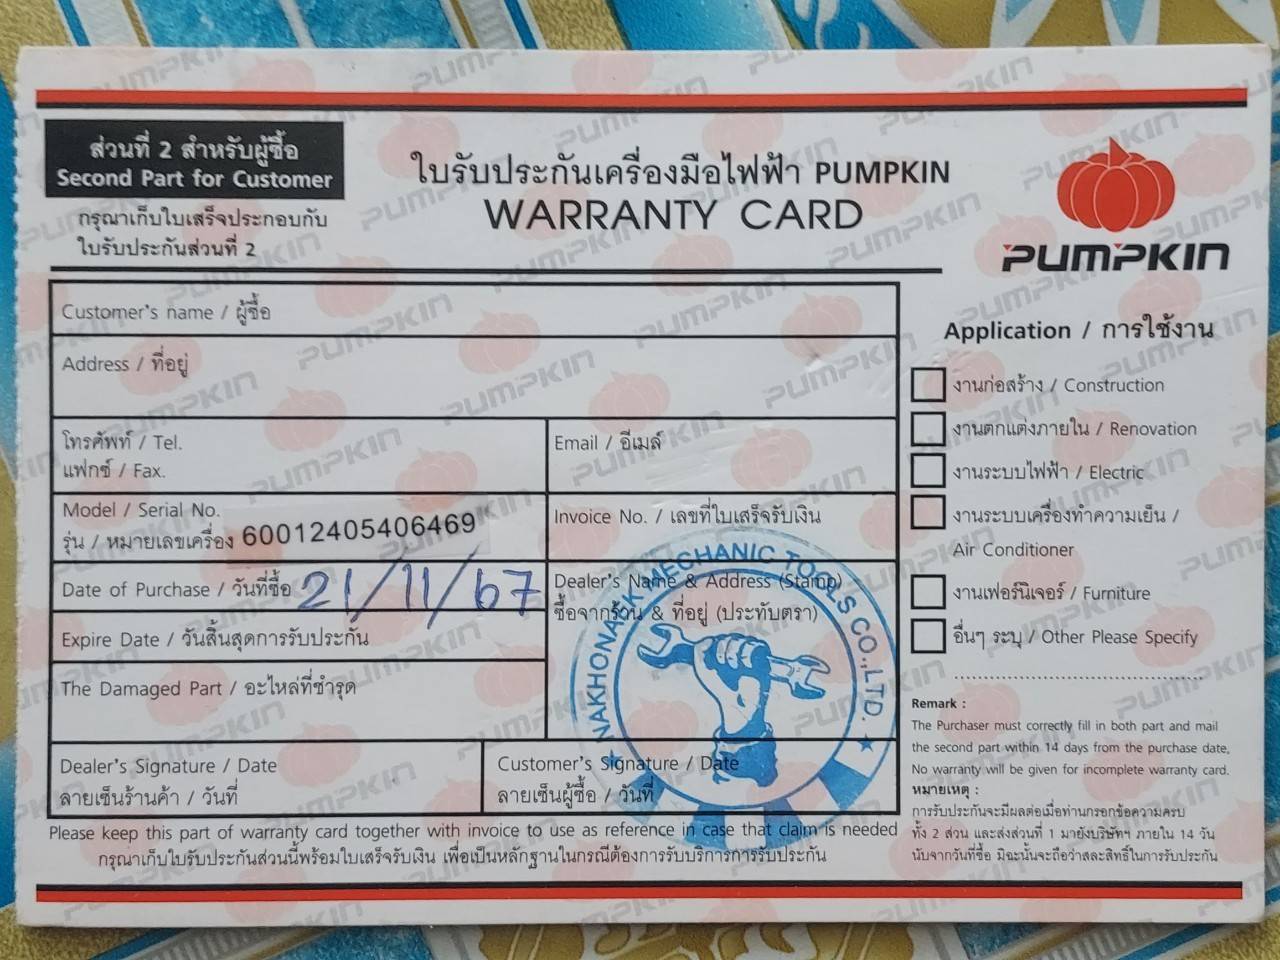 ส่วนที่ 2 สำหรับผู้ซื้อ
Second Part for Customer
กรุณาเก็บใบเสร็จประกอบกับ
ใบรับประกันส่วนที่ 2
ใบรับประกันเครื่องมือไฟฟ้า PUMPKIN
WARRANTY CARD
PUMPKIN
Customer's name / ผู้ซื้อ
Address / ที่อยู่
โทรศัพท์ / Tel.
แฟกซ์ / Fax.
Email / อีเมล์
Model / Serial No.
รุ่น / หมายเลขเครื่อง 60012405406469
Invoice No. / เลขที่ใบเสร็จรับเงิน
Date of Purchase / วันที่ซื้อ 21/11/67
Dealer's Name & Address (Stamp)
ซื้อจากร้าน & ที่อยู่ (ประทับตรา)
NAKHONPAK MECHANIC TOOLS CO.,LTD.
Expire Date / วันสิ้นสุดการรับประกัน
The Damaged Part / อะไหล่ที่ชำรุด
Dealer's Signature / Date
ลายเซ็นร้านค้า / วันที่
Customer's Signature / Date
ลายเซ็นผู้ซื้อ / วันที่
Please keep this part of warranty card together with invoice to use as reference in case that claim is needed
กรุณาเก็บใบรับประกันส่วนนี้พร้อมใบเสร็จรับเงิน เพื่อเป็นหลักฐานในกรณีต้องการรับบริการการรับประกัน
Application / การใช้งาน
งานก่อสร้าง / Construction
งานตกแต่งภายใน / Renovation
งานระบบไฟฟ้า / Electric
งานระบบเครื่องทำความเย็น /
Air Conditioner
งานเฟอร์นิเจอร์ / Furniture
อื่นๆ ระบุ / Other Please Specify
Remark :
The Purchaser must correctly fill in both part and mail
the second part within 14 days from the purchase date,
No warranty will be given for incomplete warranty card.
หมายเหตุ :
การรับประกันจะมีผลต่อเมื่อท่านกรอกข้อความครบ
ทั้ง 2 ส่วน และส่งส่วนที่ 1 มายังบริษัทฯ ภายใน 14 วัน
นับจากวันที่ซื้อ มิฉะนั้นจะถือว่าสละสิทธิ์ในการรับประกัน